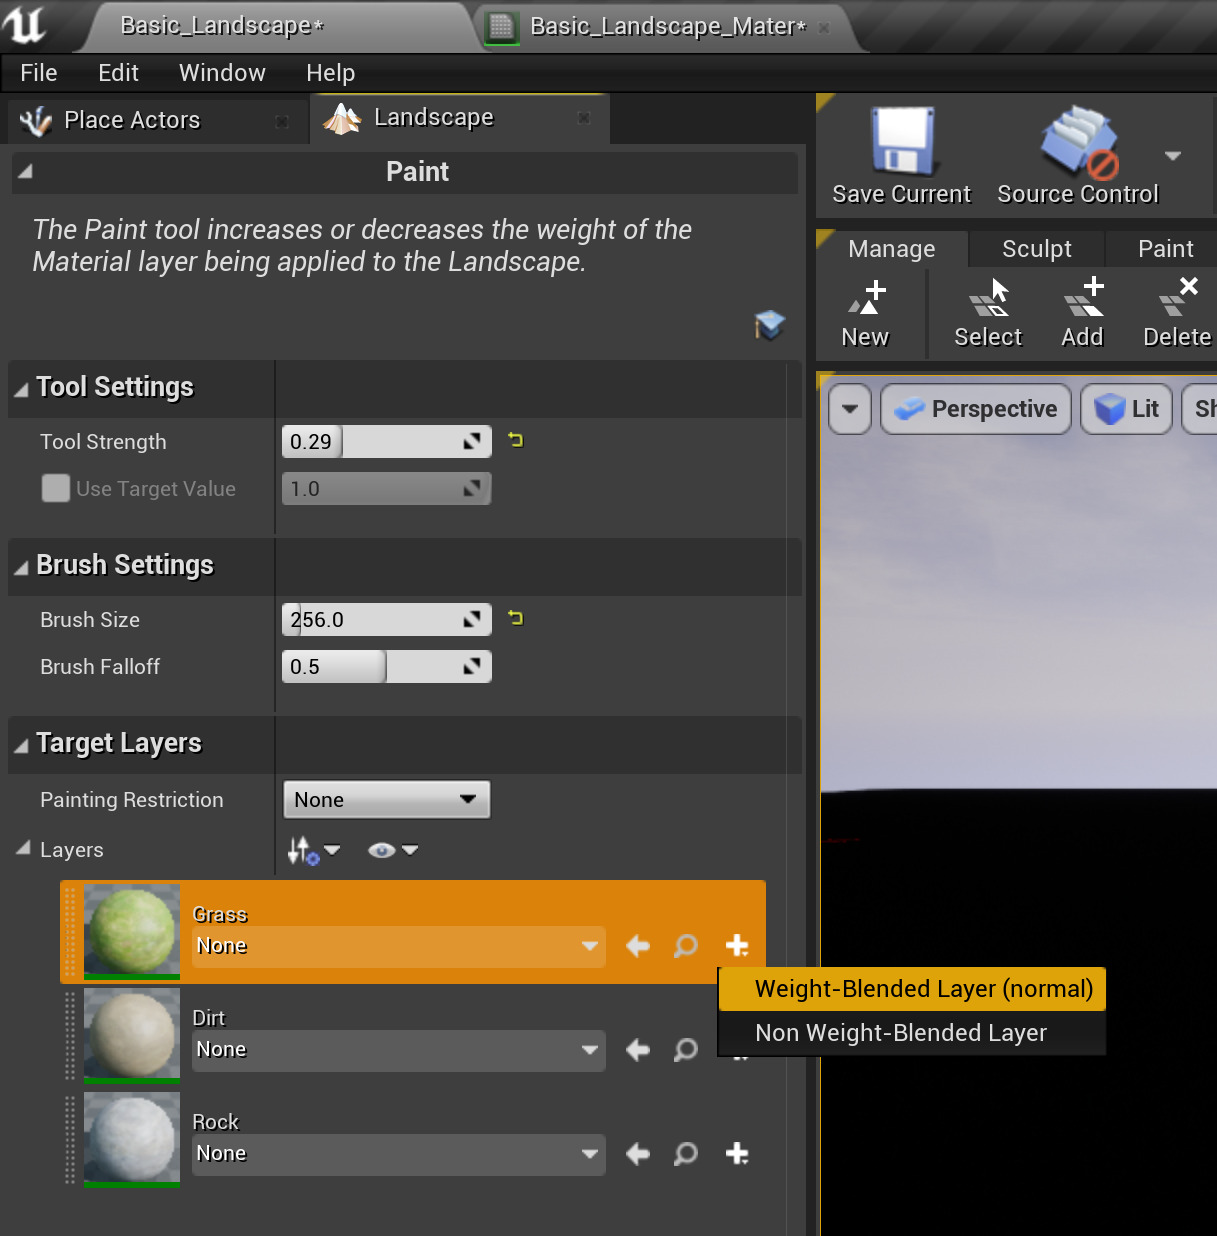 Basic_Landscape*
Basic_Landscape_Mater*
File Edit Window Help
Place Actors
Landscape
Paint
The Paint tool increases or decreases the weight of the
Material layer being applied to the Landscape.
Tool Settings
Tool Strength 0.29
Use Target Value 1.0
Brush Settings
Brush Size 256.0
Brush Falloff 0.5
Target Layers
Painting Restriction None
Layers
Grass
None
Dirt
None
Rock
None
Weight-Blended Layer (normal)
Non Weight-Blended Layer
Save Current Source Control
Manage Sculpt Paint
New Select Add Delete
Perspective Lit Sh